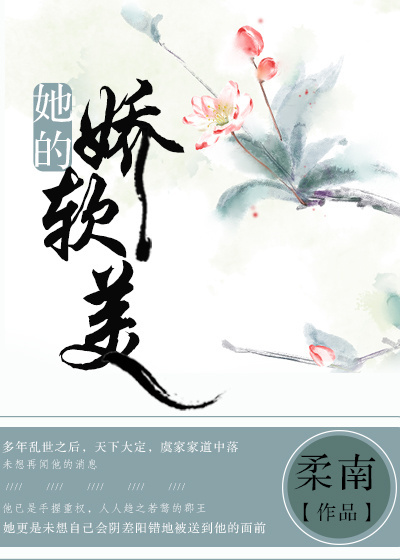 她的
娇软美
多年乱世之后，天下大定，虞家家道中落
未想再闻他的消息
//// //// //// //// ////
他已是手握重权，人人趋之若鹜的郡王
她更是未想自己会阴差阳错地被送到他的面前
柔南
【作品】